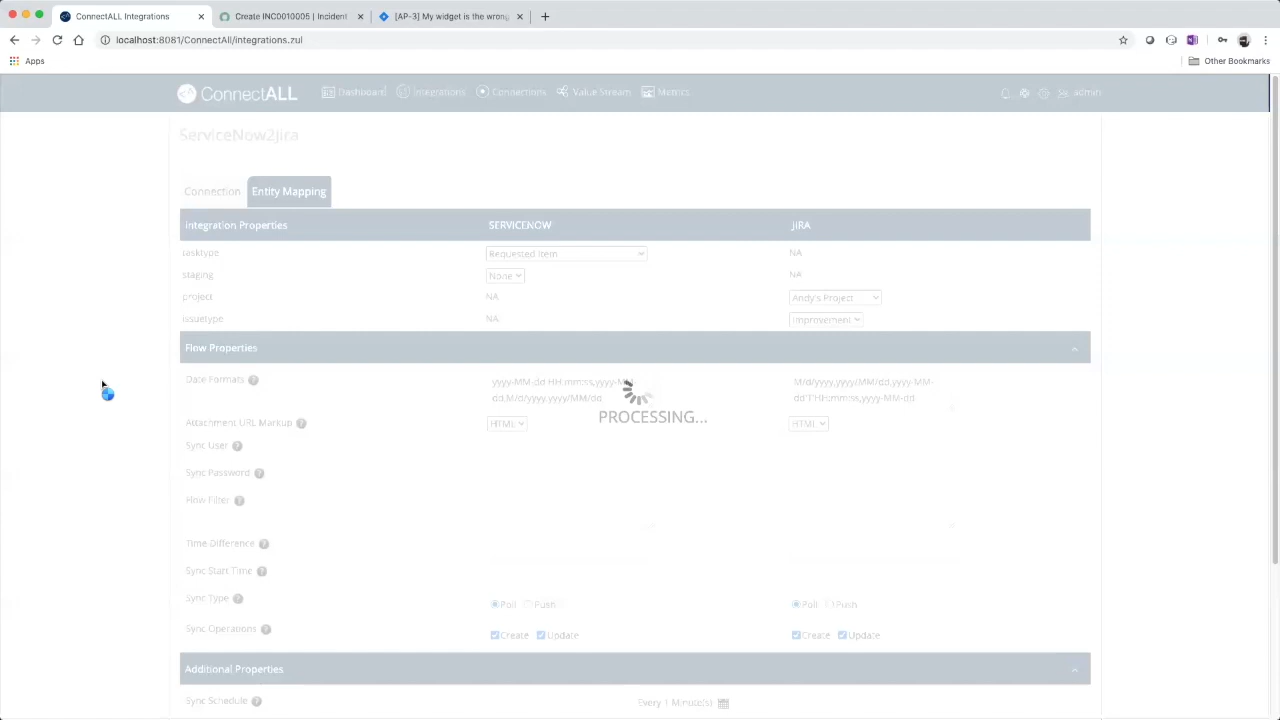 ConnectALL Integrations
Create INC0010005 | Incident
[AP-3] My widget is the wrong
localhost:8081/ConnectAll/integrations.zul
Apps
Other Bookmarks
ConnectALL
Dashboard
Integrations
Connections
Value Stream
Metrics
admin
ServiceNow2Jira
Connection
Entity Mapping
Integration Properties
SERVICENOW
JIRA
tasktype
Requested Item
NA
staging
None
NA
project
NA
Andy's Project
issuetype
NA
Improvement
Flow Properties
Date Formats
yyyy-MM-dd HH:mm:ss,yyyy-MM-
dd,M/d/yyyy,yyyy/MM/dd
M/d/yyyy,yyyy/MM/dd,yyyy-MM-
dd'T'HH:mm:ss,yyyy-MM-dd
PROCESSING...
Attachment URL Markup
HTML
HTML
Sync User
Sync Password
Flow Filter
Time Difference
Sync Start Time
Sync Type
Poll
Push
Poll
Push
Sync Operations
Create
Update
Create
Update
Additional Properties
Sync Schedule
Every 1 Minute(s)